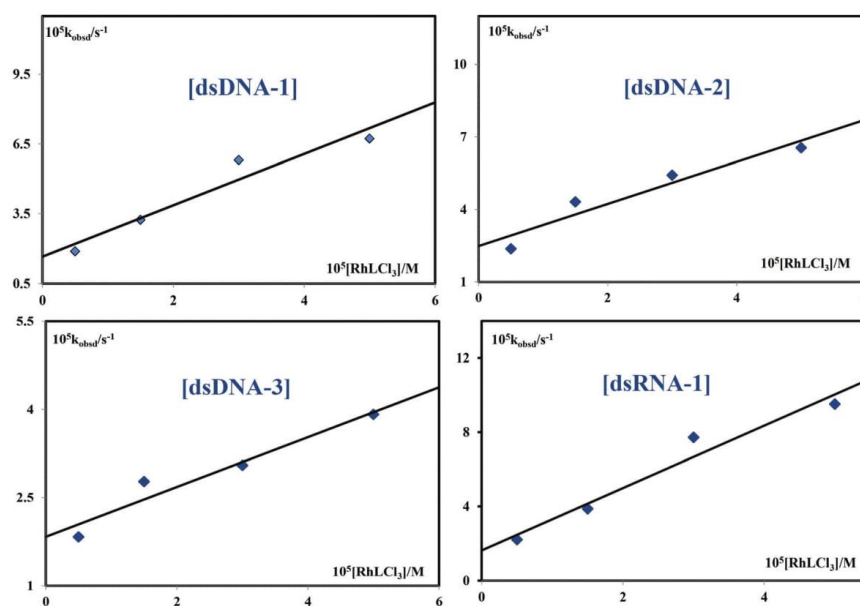 10⁵k_obsd/s⁻¹
[dsDNA-1]
9.5
6.5
3.5
0.5
10⁵[RhLCl₃]/M
0 2 4 6
10⁵k_obsd/s⁻¹
[dsDNA-2]
10
7
4
1
10⁵[RhLCl₃]/M
0 2 4
10⁵k_obsd/s⁻¹
[dsDNA-3]
5.5
4
2.5
1
10⁵[RhLCl₃]/M
0 2 4 6
10⁵k_obsd/s⁻¹
[dsRNA-1]
12
8
4
0
10⁵[RhLCl₃]/M
0 2 4